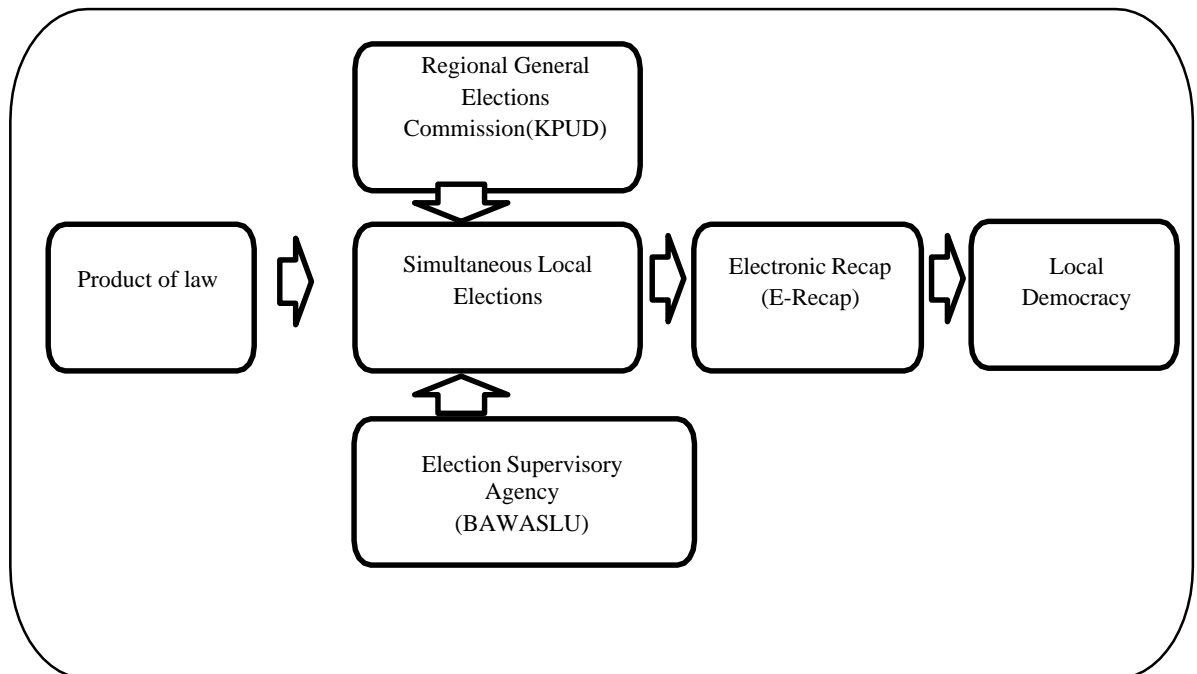 Regional General
Elections
Commission(KPUD)
Product of law
Simultaneous Local
Elections
Electronic Recap
(E-Recap)
Local
Democracy
Election Supervisory
Agency
(BAWASLU)